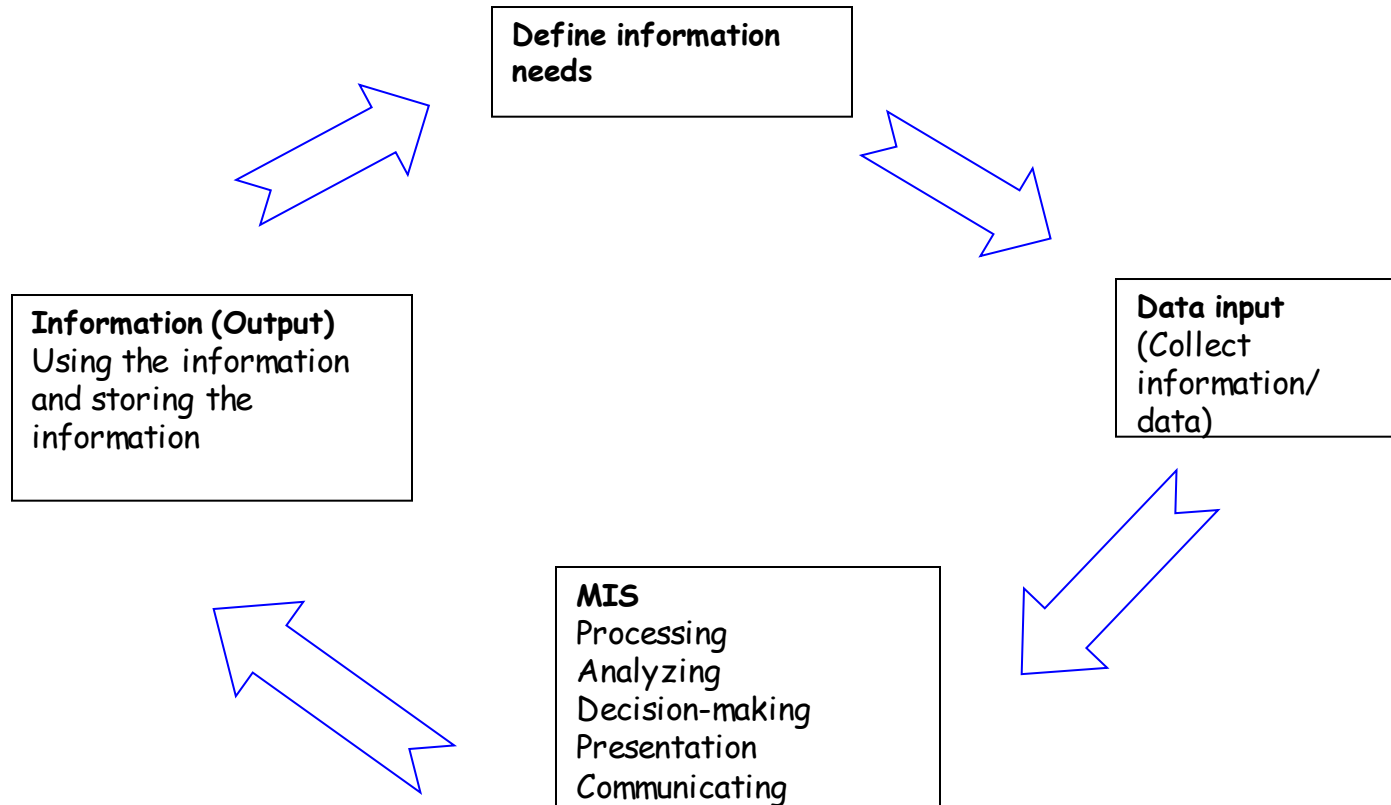 Define information
needs
Data input
(Collect
information/
data)
MIS
Processing
Analyzing
Decision-making
Presentation
Communicating
Information (Output)
Using the information
and storing the
information